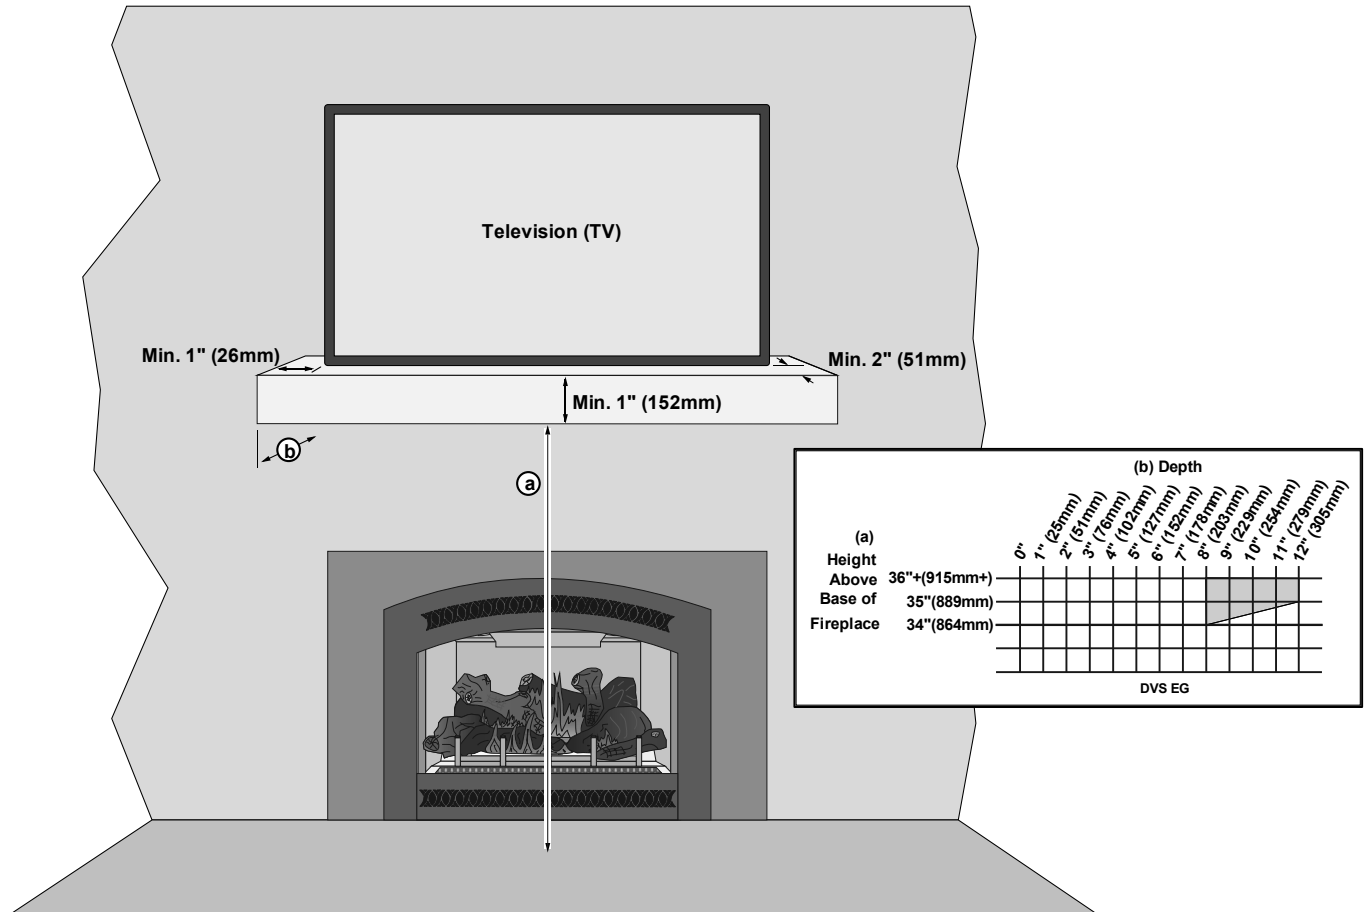 Television (TV)
Min. 1" (26mm)
Min. 2" (51mm)
Min. 1" (152mm)
b
a
(b) Depth
0"
1" (25mm)
2" (51mm)
3" (76mm)
4" (102mm)
5" (127mm)
6" (152mm)
7" (178mm)
8" (203mm)
9" (229mm)
10" (254mm)
11" (279mm)
12" (305mm)
(a)
Height
Above
Base of
Fireplace
36"+(915mm+)
35"(889mm)
34"(864mm)
DVS EG